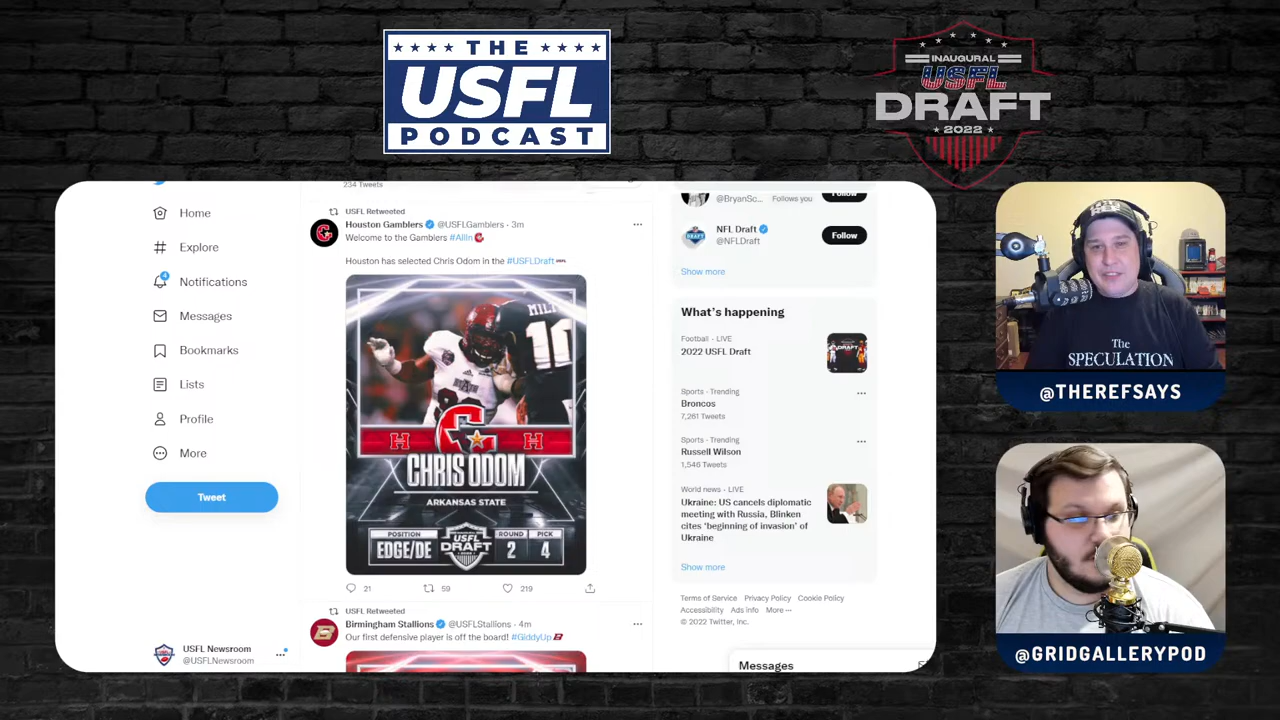 ★ ★ ★ ★ THE ★ ★ ★ ★
USFL
PODCAST
INAUGURAL
USFL
DRAFT
★ 2022 ★
234 Tweets
Home
Explore
4
Notifications
Messages
Bookmarks
Lists
Profile
More
Tweet
USFL Newsroom
@USFLNewsroom
USFL Retweeted
Houston Gamblers @USFLGamblers · 3m
Welcome to the Gamblers #AllIn
Houston has selected Chris Odom in the #USFLDraft
MIL
10
H H
CHRIS ODOM
ARKANSAS STATE
POSITION
EDGE/DE
USFL
DRAFT
ROUND
2
PICK
4
21 59 219
USFL Retweeted
Birmingham Stallions @USFLStallions · 4m
Our first defensive player is off the board! #GiddyUp
@BryanSc... Follows you
Follow
NFL Draft
@NFLDraft
Follow
Show more
What's happening
Football · LIVE
2022 USFL Draft
DRAFT
Sports · Trending
Broncos
7,261 Tweets
Sports · Trending
Russell Wilson
1,546 Tweets
World news · LIVE
Ukraine: US cancels diplomatic
meeting with Russia, Blinken
cites 'beginning of invasion' of
Ukraine
Show more
Terms of Service Privacy Policy Cookie Policy
Accessibility Ads info More ···
© 2022 Twitter, Inc.
Messages
The
SPECULATION
@THEREFSAYS
@GRIDGALLERYPOD